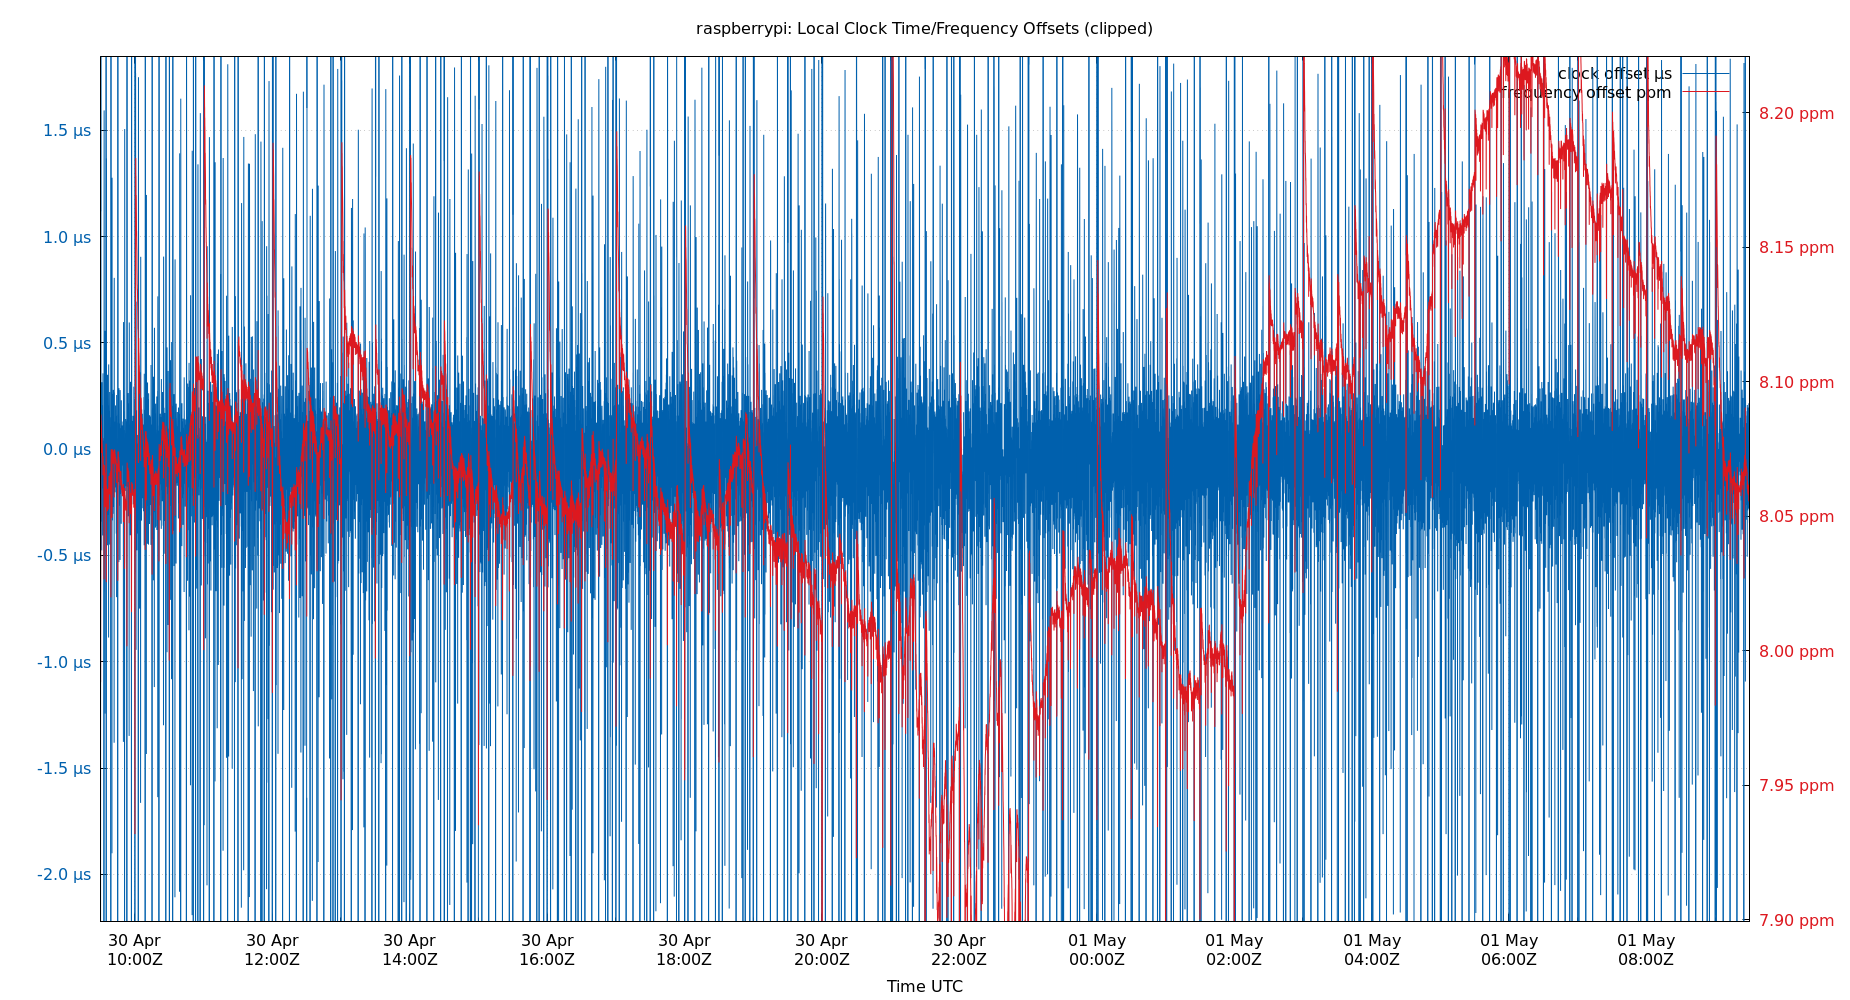 raspberrypi: Local Clock Time/Frequency Offsets (clipped)
clock offset µs
frequency offset ppm
1.5 µs
1.0 µs
0.5 µs
0.0 µs
-0.5 µs
-1.0 µs
-1.5 µs
-2.0 µs
8.20 ppm
8.15 ppm
8.10 ppm
8.05 ppm
8.00 ppm
7.95 ppm
7.90 ppm
30 Apr 30 Apr 30 Apr 30 Apr 30 Apr 30 Apr 30 Apr 01 May 01 May 01 May 01 May 01 May
10:00Z 12:00Z 14:00Z 16:00Z 18:00Z 20:00Z 22:00Z 00:00Z 02:00Z 04:00Z 06:00Z 08:00Z
Time UTC